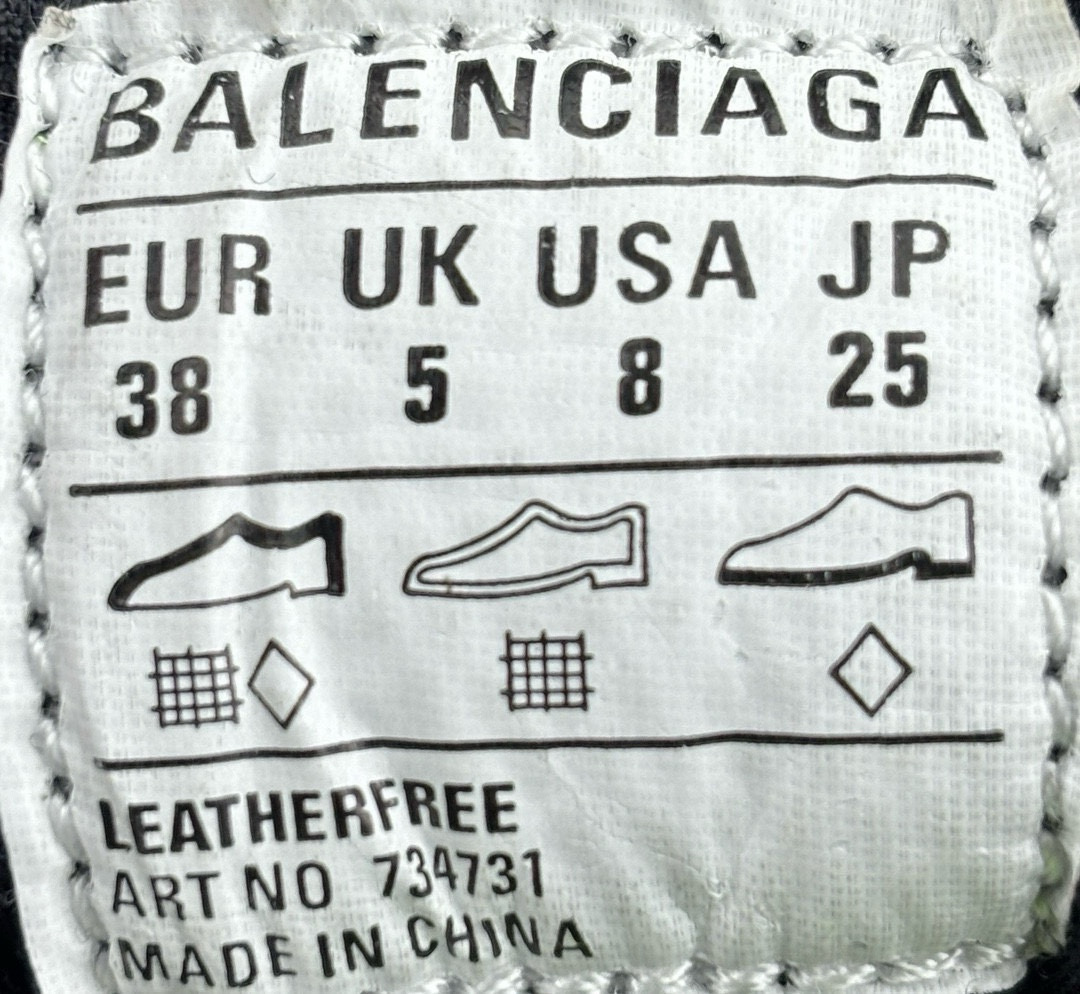 BALENCIAGA
EUR UK USA JP
38 5 8 25
LEATHERFREE
ART NO 734731
MADE IN CHINA